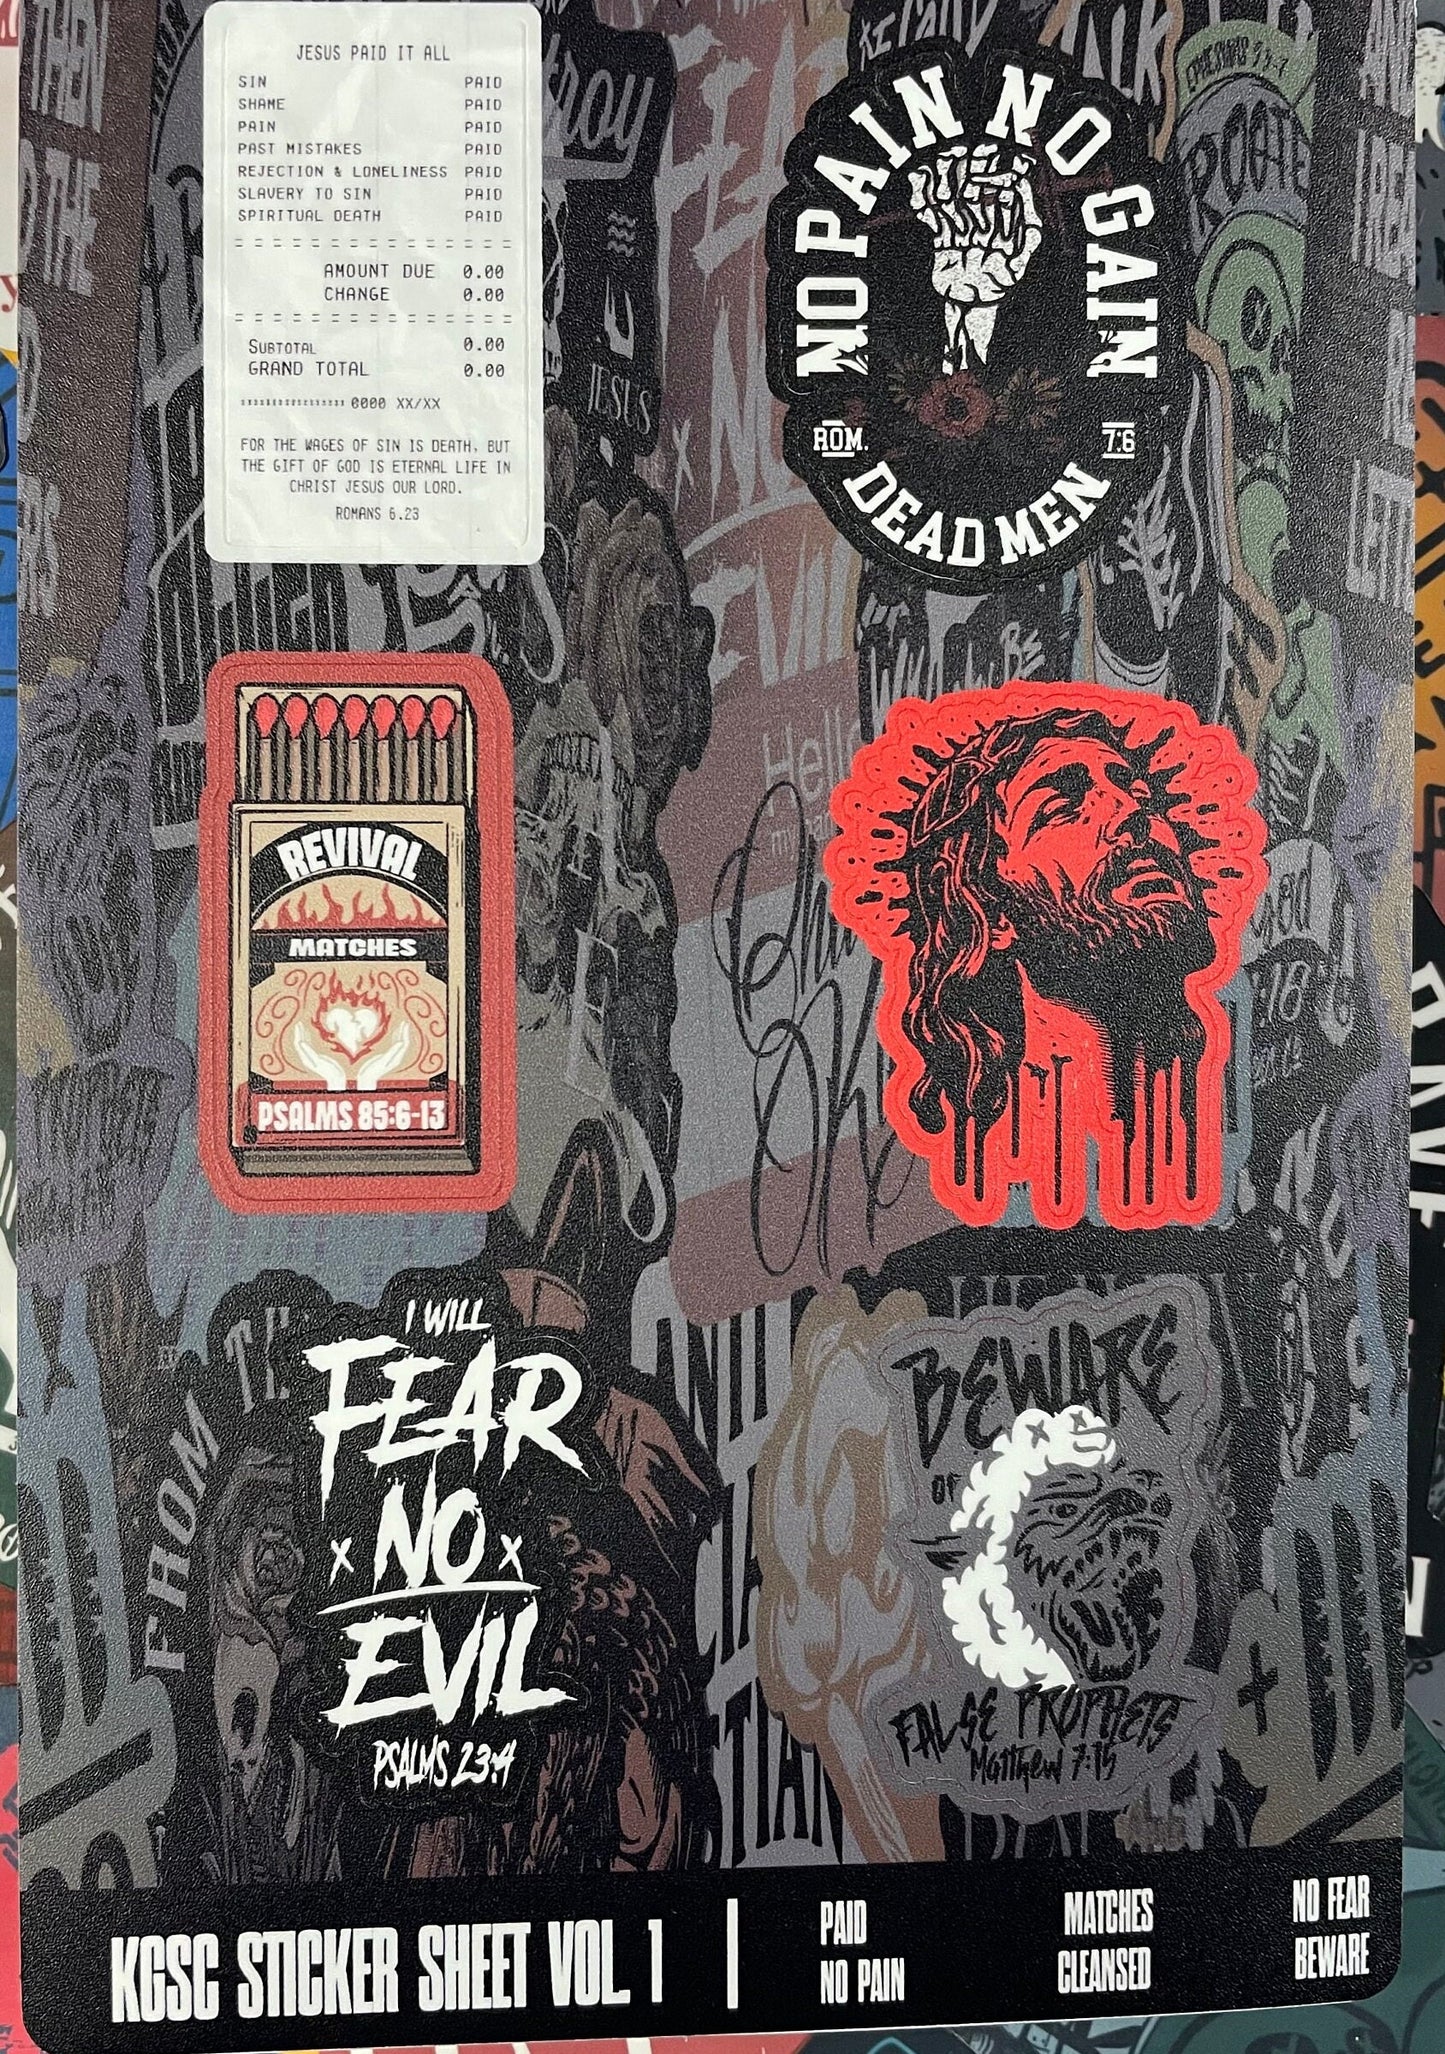 JESUS PAID IT ALL
SIN PAID
SHAME PAID
PAIN PAID
PAST MISTAKES PAID
REJECTION & LONELINESS PAID
SLAVERY TO SIN PAID
SPIRITUAL DEATH PAID
AMOUNT DUE 0.00
CHANGE 0.00
SUBTOTAL 0.00
GRAND TOTAL 0.00
0000 XX/XX
FOR THE WAGES OF SIN IS DEATH, BUT
THE GIFT OF GOD IS ETERNAL LIFE IN
CHRIST JESUS OUR LORD.
ROMANS 6.23
NO PAIN NO GAIN
ROM. 7:6
DEAD MEN
JESUS
Hello
REVIVAL
MATCHES
PSALMS 85:6-13
I WILL
FEAR
x NO x
EVIL
PSALMS 23:4
FROM
BEWARE
OF
FALSE PROPHETS
Matthew 7:15
KCSC STICKER SHEET VOL. 1
PAID
NO PAIN
MATCHES
CLEANSED
NO FEAR
BEWARE